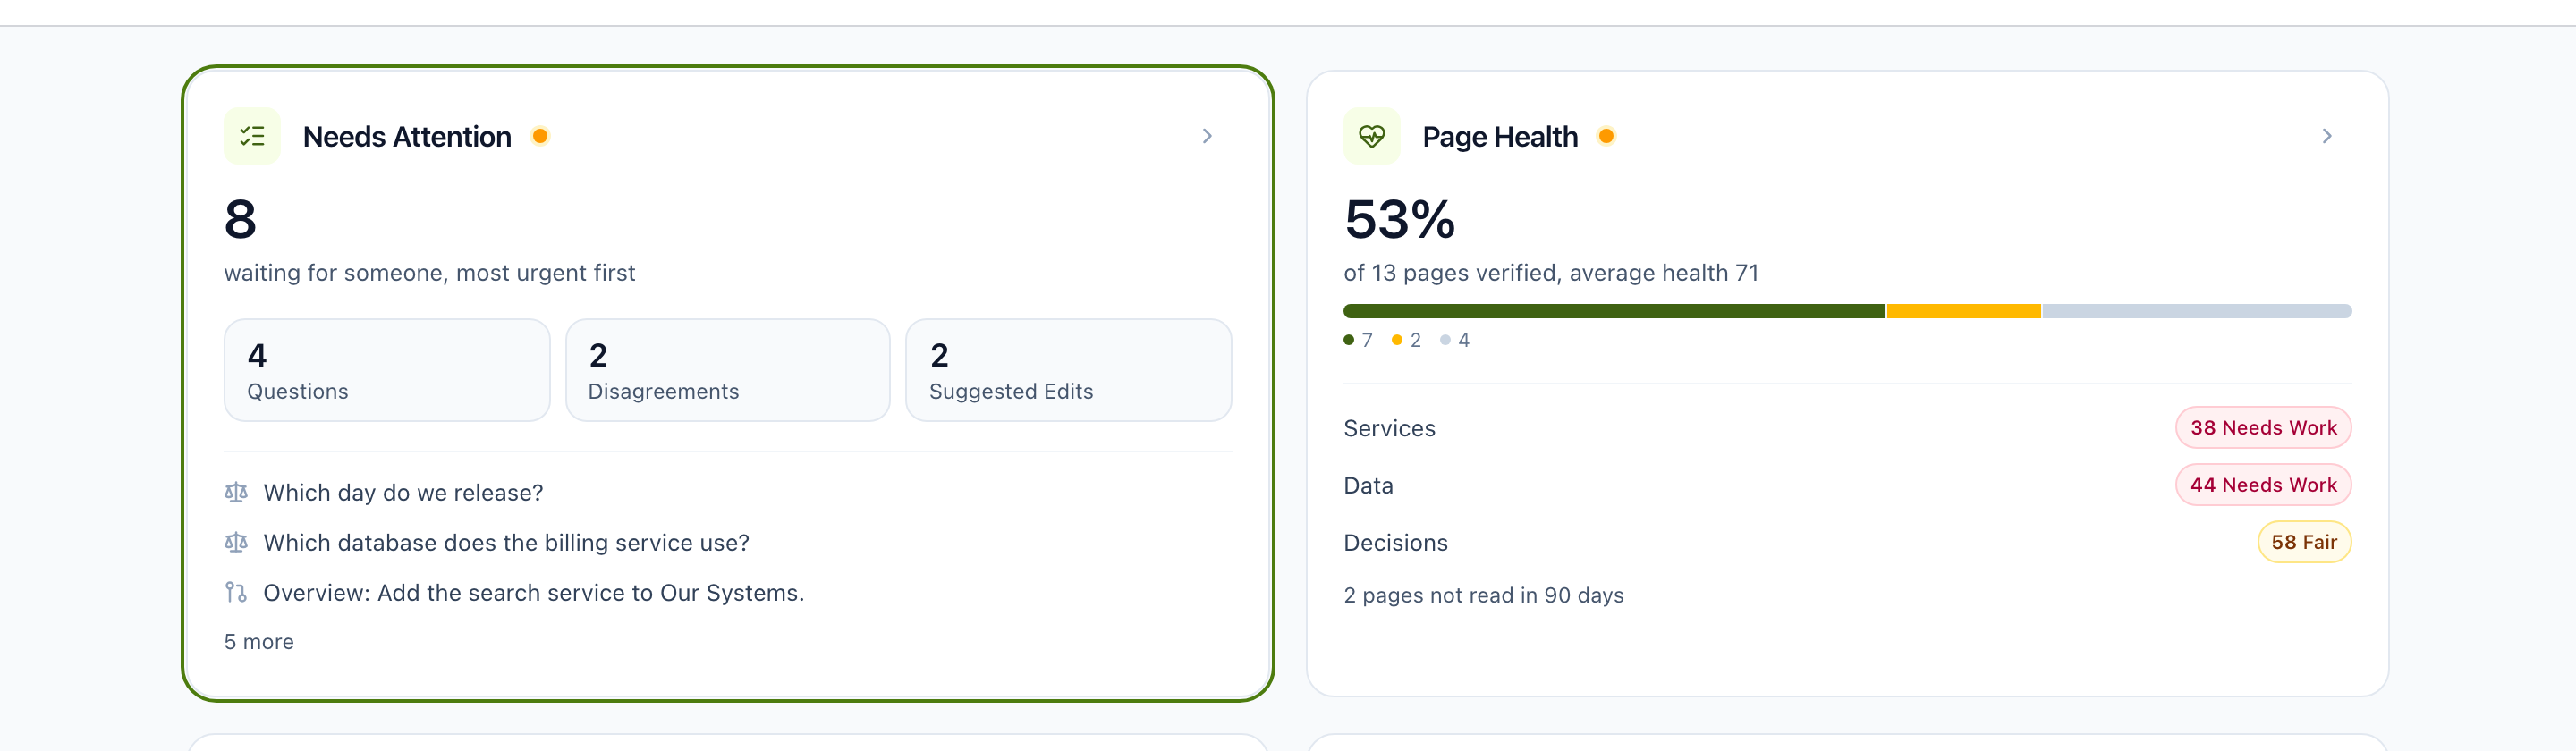 Needs Attention
8
waiting for someone, most urgent first
4
Questions
2
Disagreements
2
Suggested Edits
Which day do we release?
Which database does the billing service use?
Overview: Add the search service to Our Systems.
5 more
Page Health
53%
of 13 pages verified, average health 71
7 2 4
Services 38 Needs Work
Data 44 Needs Work
Decisions 58 Fair
2 pages not read in 90 days